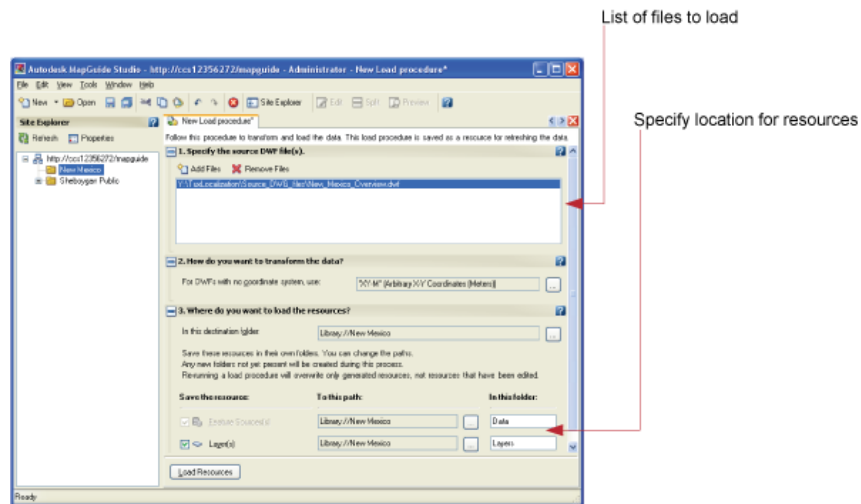 List of files to load
Autodesk MapGuide Studio - http://ccs12356272/mapguide - Administrator - New Load procedure*
File Edit View Tools Window Help
New Open Site Explorer Edit Split Preview
Site Explorer
New Load procedure*
Specify location for resources
Refresh Properties
Follow this procedure to transform and load the data. This load procedure is saved as a resource for refreshing the data.
http://ccs12356272/mapguide
New Mexico
Sheboygan Public
1. Specify the source DWF file(s).
Add Files Remove Files
New_Mexico_Overview.dwf
2. How do you want to transform the data?
For DWFs with no coordinate system, use: "XY-M" (Arbitrary X-Y Coordinates (Meters))
...
3. Where do you want to load the resources?
In this destination folder: Library://New Mexico
...
Save these resources in their own folders. You can change the paths.
Any new folders not yet present will be created during this process.
Re-running a load procedure will overwrite only generated resources, not resources that have been edited.
Save the resource: To this path: In this folder:
Feature Source(s) Library://New Mexico ... Data
Layer(s) Library://New Mexico ... Layers
Load Resources
Ready